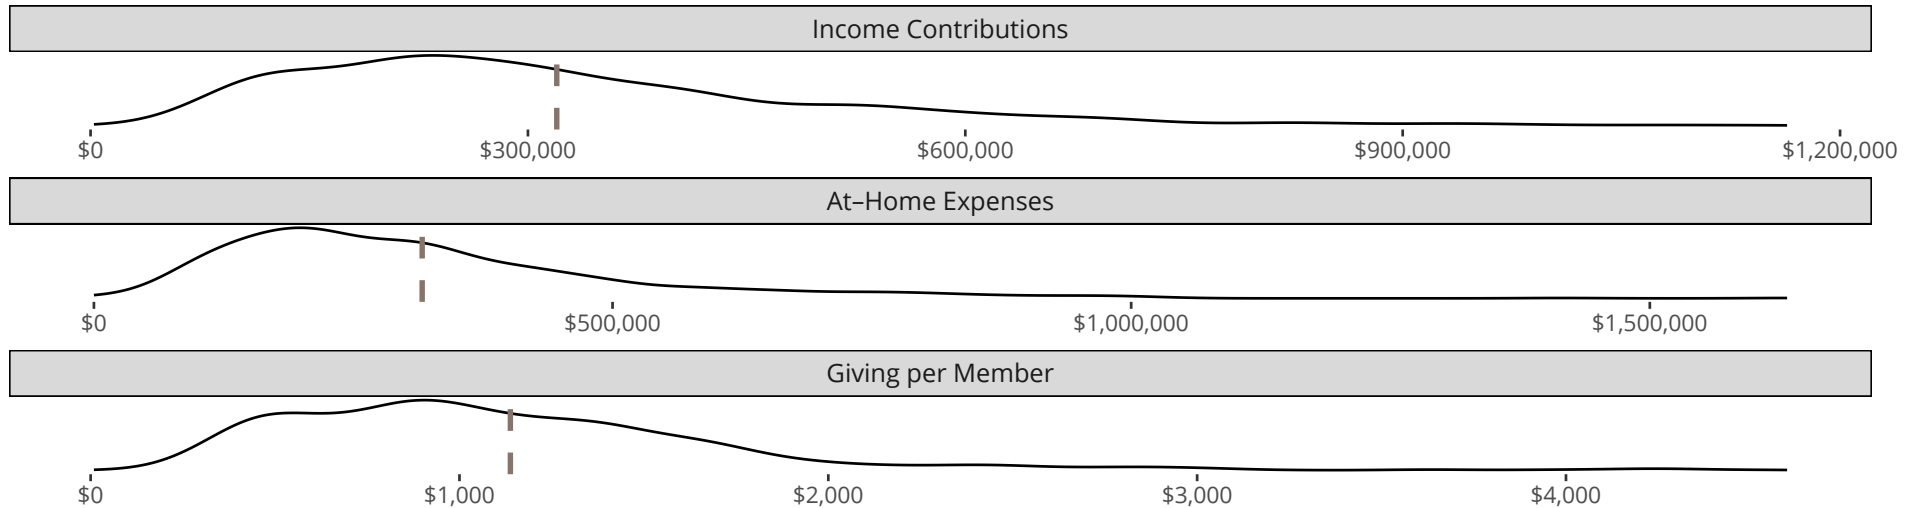 Income Contributions
$0 $300,000 $600,000 $900,000 $1,200,000
At–Home Expenses
$0 $500,000 $1,000,000 $1,500,000
Giving per Member
$0 $1,000 $2,000 $3,000 $4,000